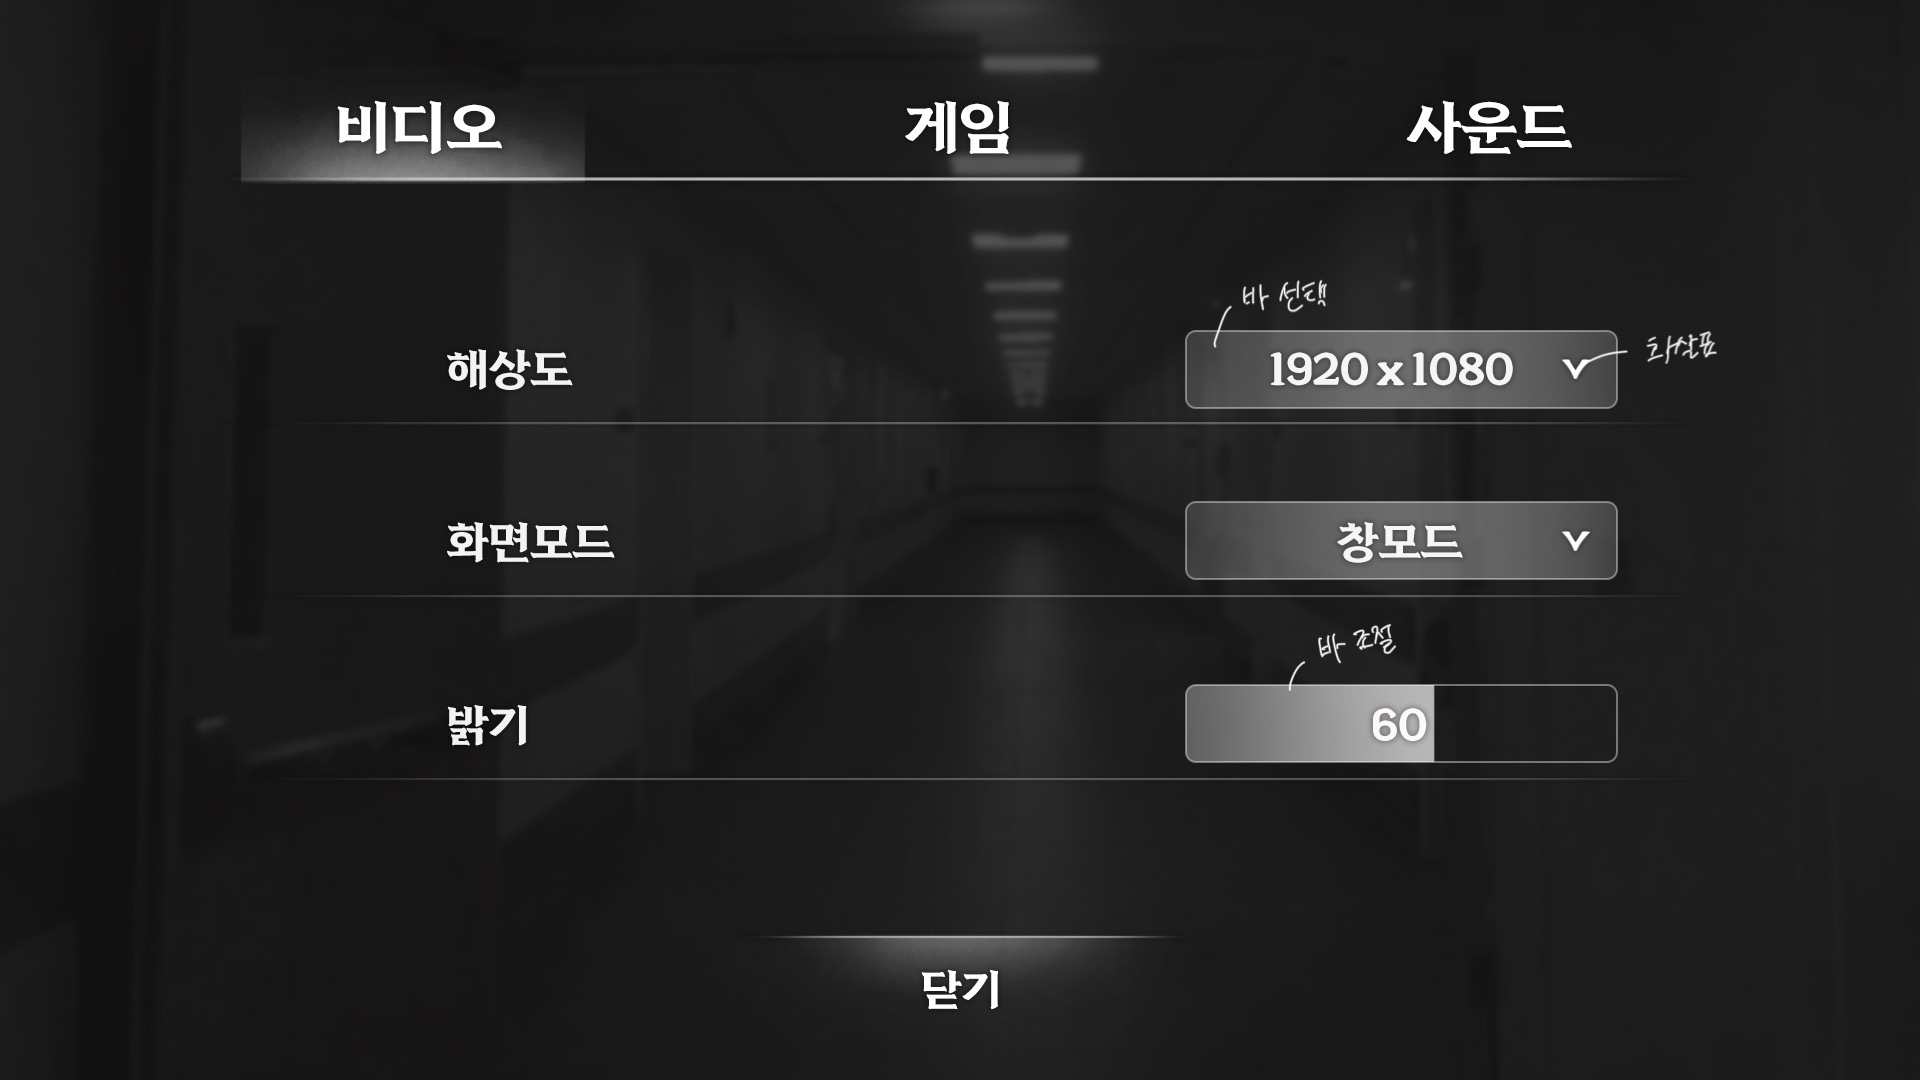 비디오 게임 사운드
바 선택
해상도 1920 x 1080 화살표
화면모드 창모드
바 조절
밝기 60
닫기